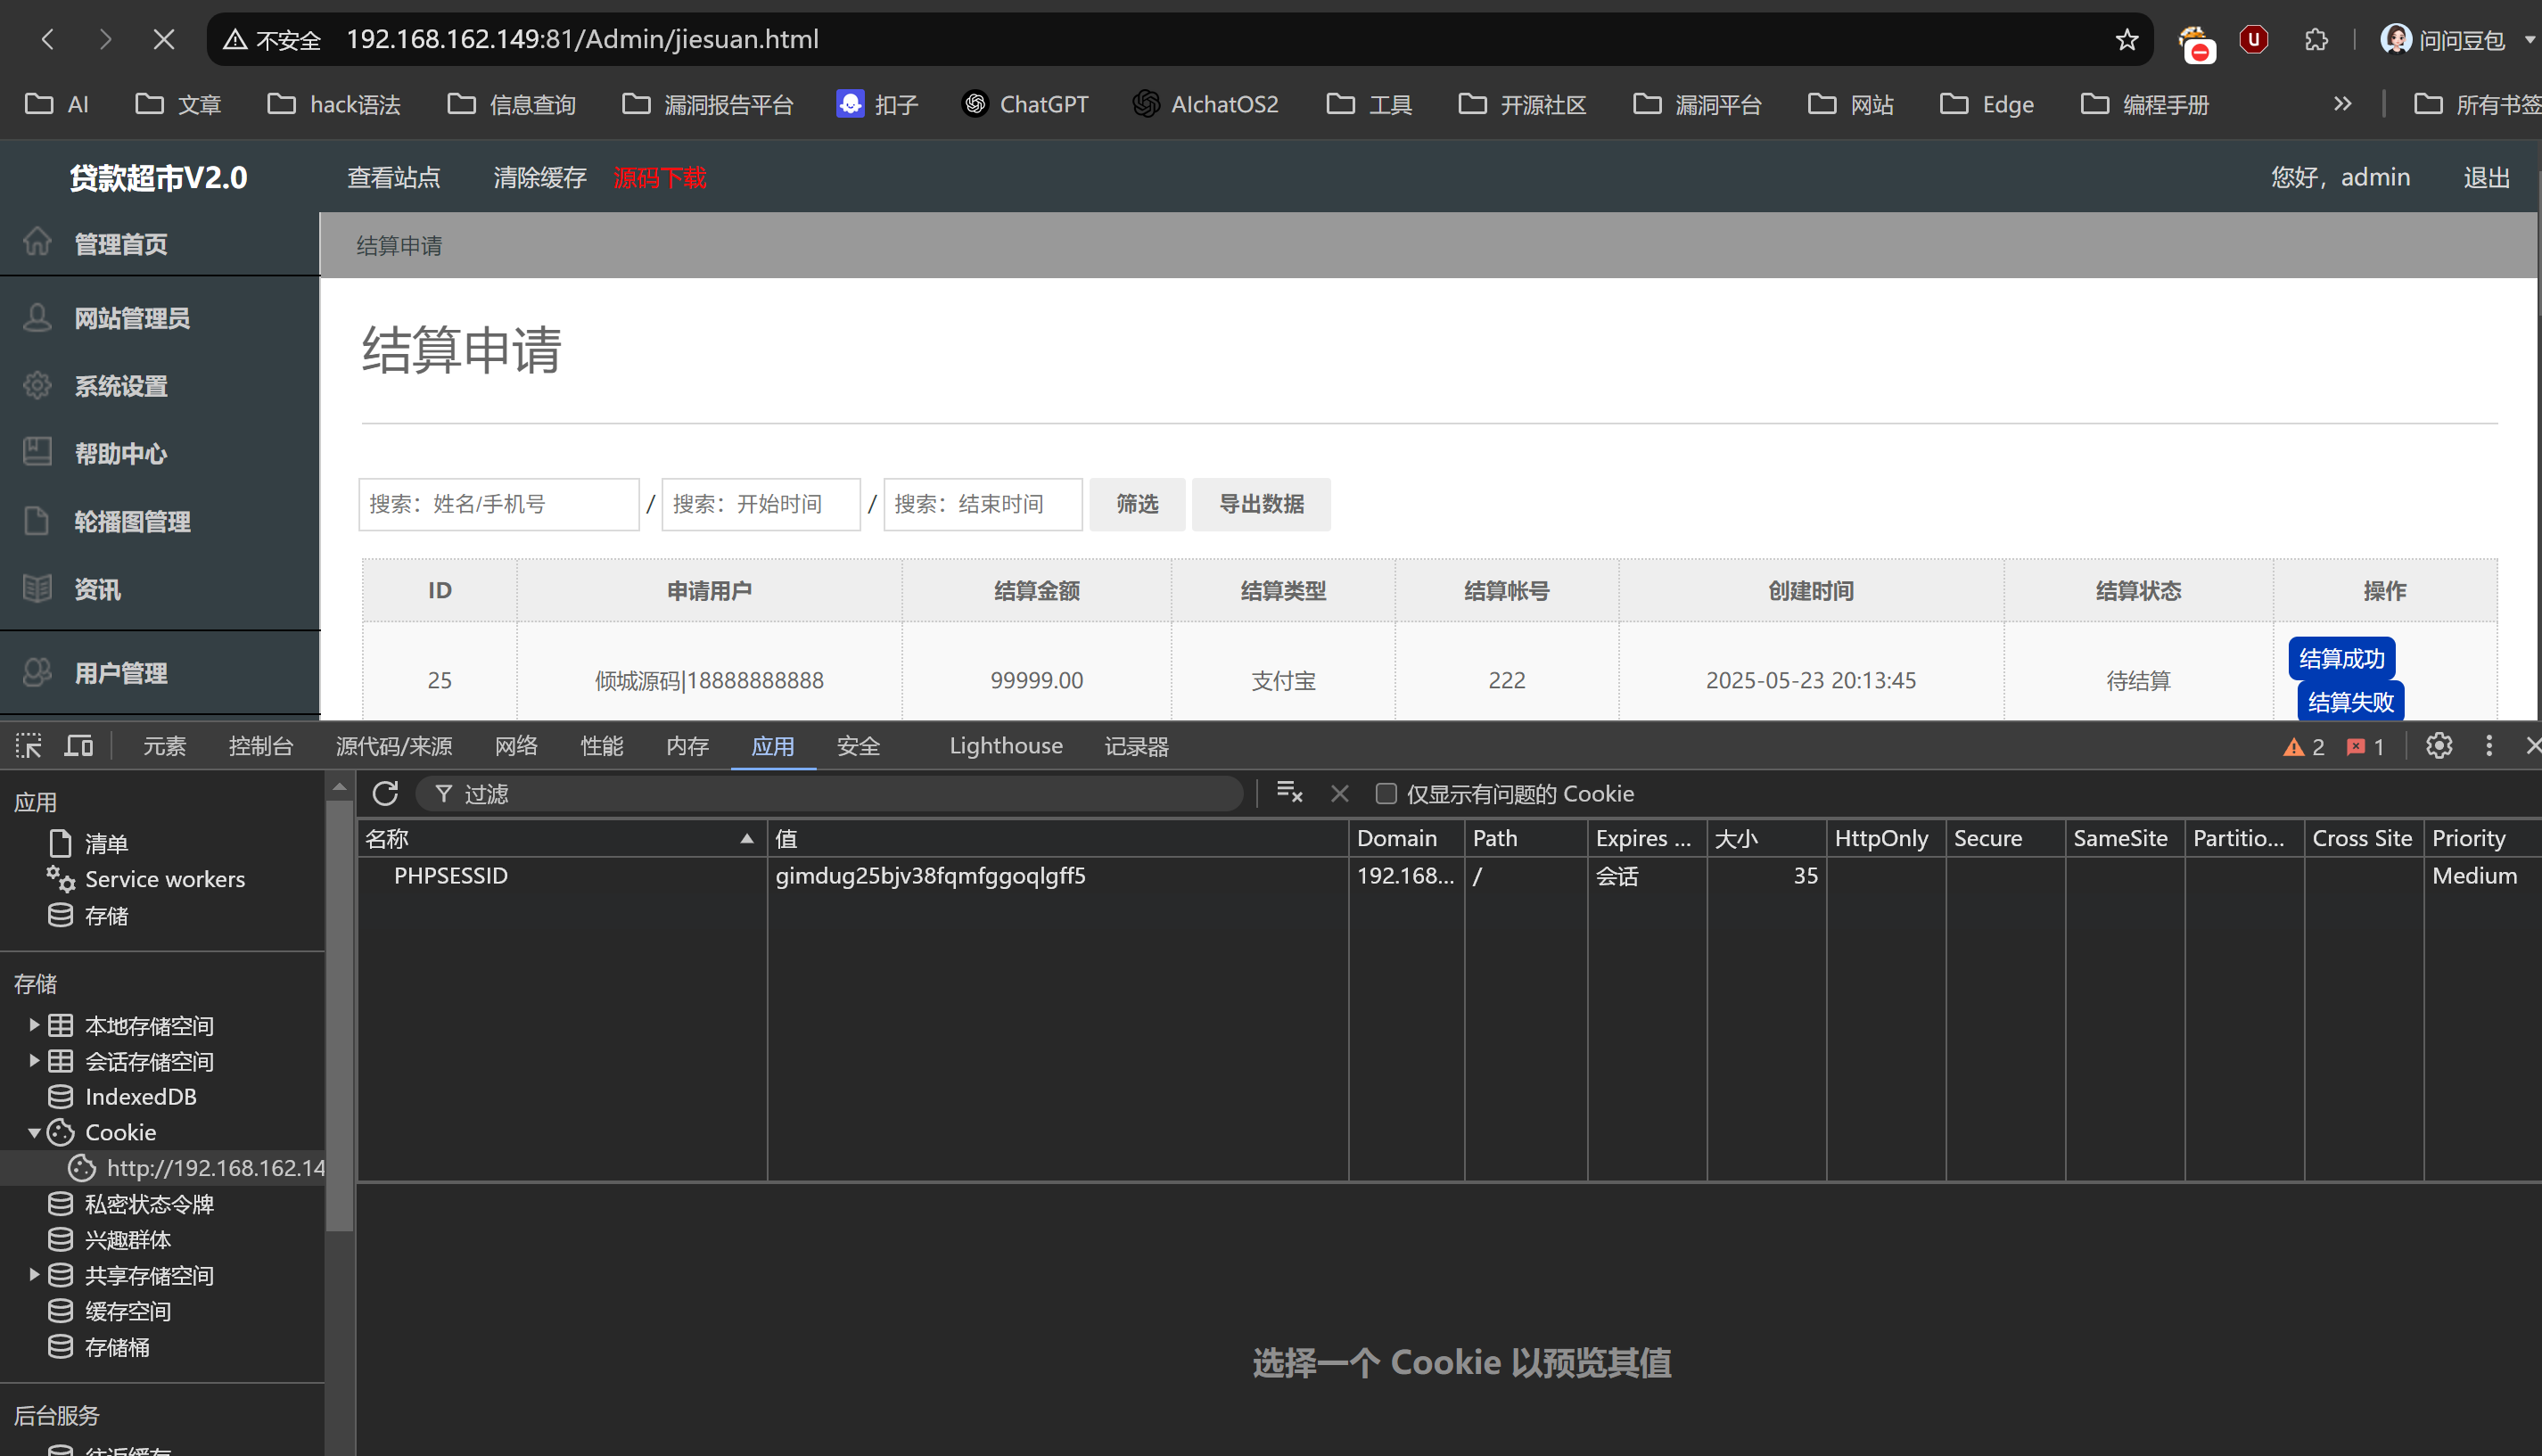 不安全 192.168.162.149:81/Admin/jiesuan.html 问问豆包
AI 文章 hack语法 信息查询 漏洞报告平台 扣子 ChatGPT AIchatOS2 工具 开源社区 漏洞平台 网站 Edge 编程手册 所有书签
贷款超市V2.0 查看站点 清除缓存 源码下载 您好，admin 退出
管理首页
网站管理员
系统设置
帮助中心
轮播图管理
资讯
用户管理
结算申请
结算申请
搜索：姓名/手机号 / 搜索：开始时间 / 搜索：结束时间 筛选 导出数据
ID 申请用户 结算金额 结算类型 结算帐号 创建时间 结算状态 操作
25 倾城源码|18888888888 99999.00 支付宝 222 2025-05-23 20:13:45 待结算 结算成功
结算失败
元素 控制台 源代码/来源 网络 性能 内存 应用 安全 Lighthouse 记录器 2 1
应用
清单
Service workers
存储
存储
本地存储空间
会话存储空间
IndexedDB
Cookie
http://192.168.162.14
私密状态令牌
兴趣群体
共享存储空间
缓存空间
存储桶
后台服务
往返缓存
过滤 仅显示有问题的 Cookie
名称 值 Domain Path Expires ... 大小 HttpOnly Secure SameSite Partitio... Cross Site Priority
PHPSESSID gimdug25bjv38fqmfggoqlgff5 192.168... / 会话 35 Medium
选择一个 Cookie 以预览其值